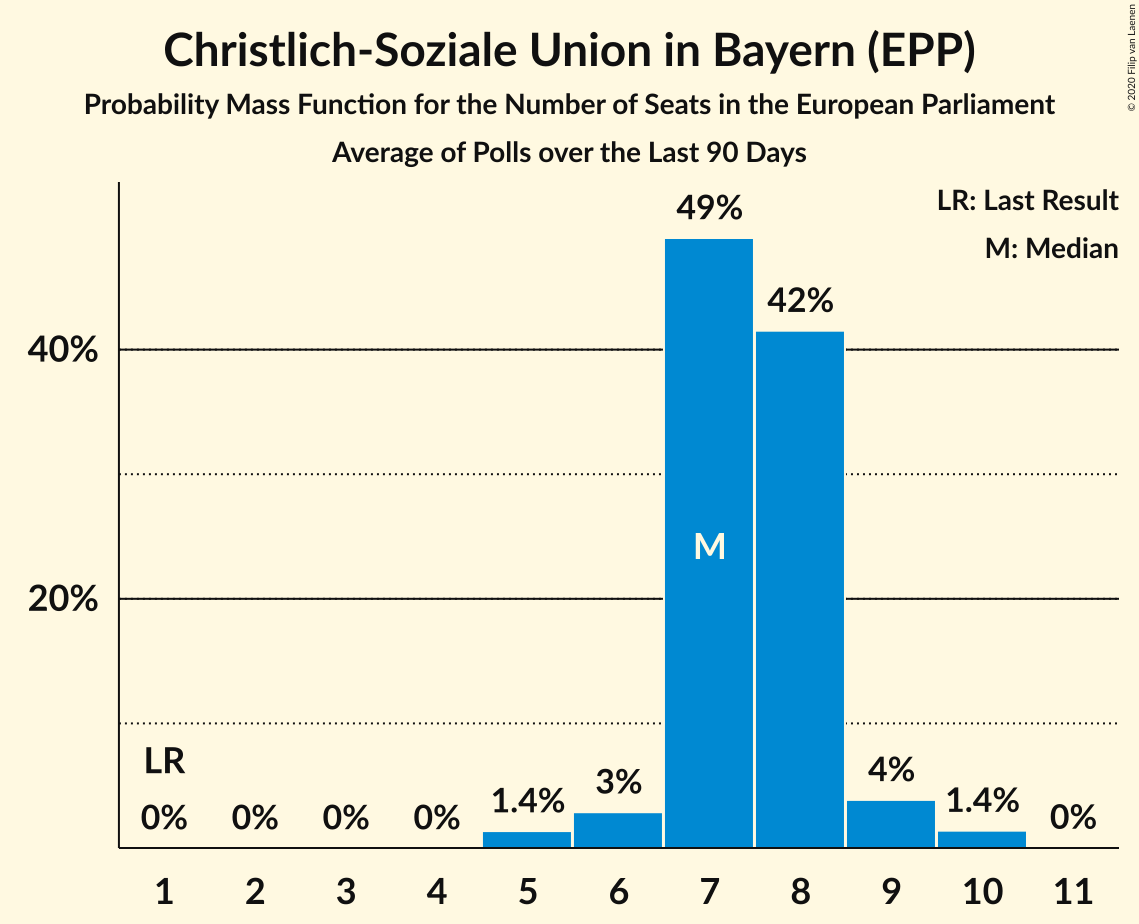 Christlich-Soziale Union in Bayern (EPP)
Probability Mass Function for the Number of Seats in the European Parliament
Average of Polls over the Last 90 Days
© 2020 Filip van Laenen
LR: Last Result
M: Median
49%
42%
40%
M
20%
LR
0%
0%
0%
0%
1.4%
3%
4%
1.4%
0%
1 2 3 4 5 6 7 8 9 10 11